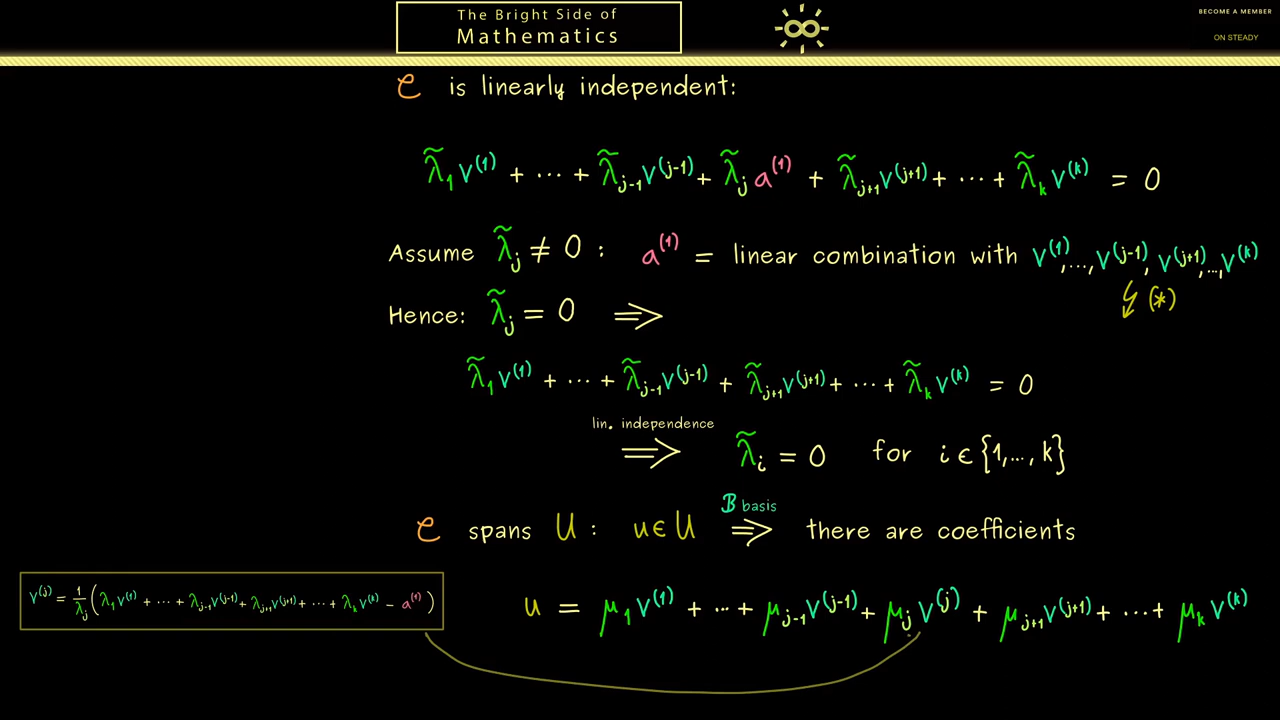 The Bright Side of
Mathematics
BECOME A MEMBER
ON STEADY
𝒞 is linearly independent:
λ̃₁v⁽¹⁾ + ⋯ + λ̃ⱼ₋₁v⁽ʲ⁻¹⁾ + λ̃ⱼa⁽¹⁾ + λ̃ⱼ₊₁v⁽ʲ⁺¹⁾ + ⋯ + λ̃ₖv⁽ᵏ⁾ = 0
Assume λ̃ⱼ ≠ 0 : a⁽¹⁾ = linear combination with v⁽¹⁾,…,v⁽ʲ⁻¹⁾,v⁽ʲ⁺¹⁾,…,v⁽ᵏ⁾
↯ (*)
Hence: λ̃ⱼ = 0 ⟹
λ̃₁v⁽¹⁾ + ⋯ + λ̃ⱼ₋₁v⁽ʲ⁻¹⁾ + λ̃ⱼ₊₁v⁽ʲ⁺¹⁾ + ⋯ + λ̃ₖv⁽ᵏ⁾ = 0
lin. independence
⟹ λ̃ᵢ = 0 for i ∈ {1,…,k}
ℬ basis
𝒞 spans U : u ∈ U ⟹ there are coefficients
v⁽ʲ⁾ = 1/λⱼ (λ₁v⁽¹⁾ + ⋯ + λⱼ₋₁v⁽ʲ⁻¹⁾ + λⱼ₊₁v⁽ʲ⁺¹⁾ + ⋯ + λₖv⁽ᵏ⁾ − a⁽¹⁾)
u = μ₁v⁽¹⁾ + ⋯ + μⱼ₋₁v⁽ʲ⁻¹⁾ + μⱼv⁽ʲ⁾ + μⱼ₊₁v⁽ʲ⁺¹⁾ + ⋯ + μₖv⁽ᵏ⁾